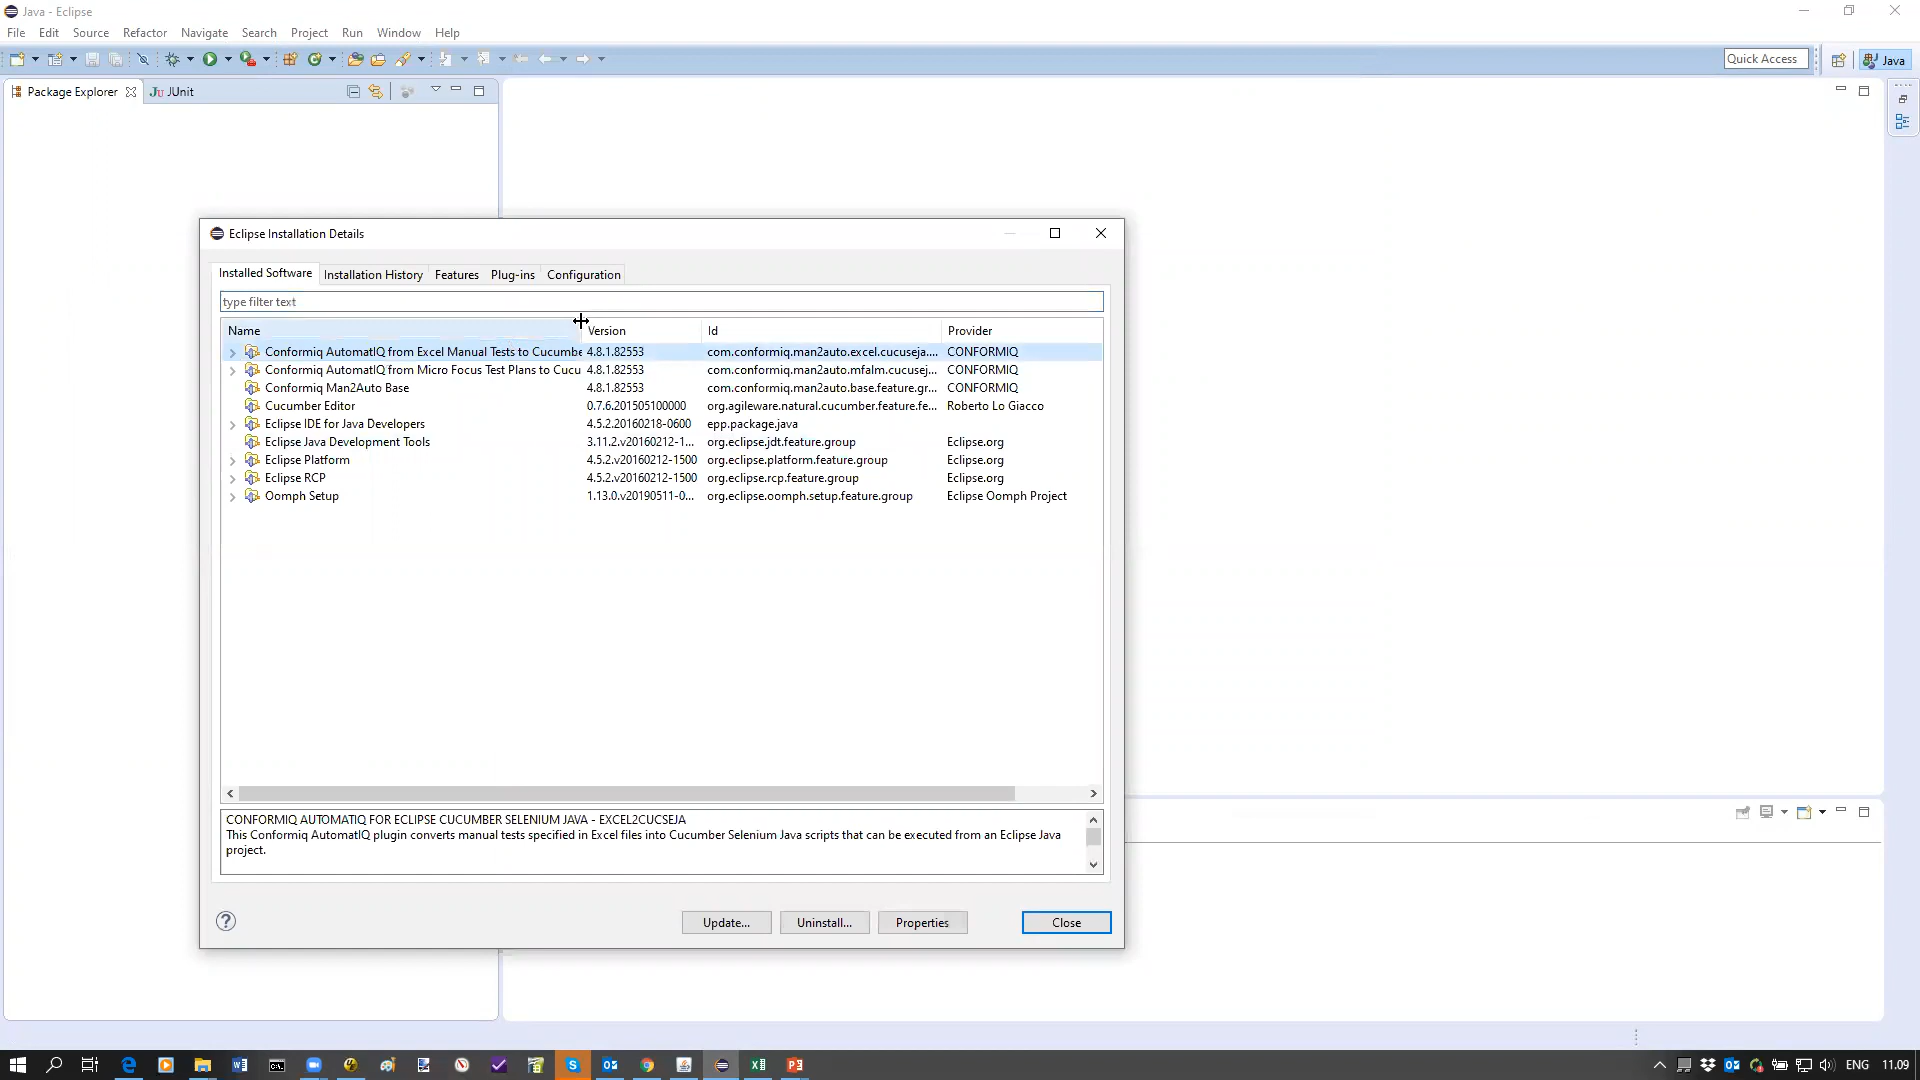 Java - Eclipse
File Edit Source Refactor Navigate Search Project Run Window Help
Quick Access Java
Package Explorer JUnit
Eclipse Installation Details
Installed Software Installation History Features Plug-ins Configuration
type filter text
Name Version Id Provider
Conformiq AutomatIQ from Excel Manual Tests to Cucumbe 4.8.1.82553 com.conformiq.man2auto.excel.cucuseja.... CONFORMIQ
Conformiq AutomatIQ from Micro Focus Test Plans to Cucu 4.8.1.82553 com.conformiq.man2auto.mfalm.cucusej... CONFORMIQ
Conformiq Man2Auto Base 4.8.1.82553 com.conformiq.man2auto.base.feature.gr... CONFORMIQ
Cucumber Editor 0.7.6.201505100000 org.agileware.natural.cucumber.feature.fe... Roberto Lo Giacco
Eclipse IDE for Java Developers 4.5.2.20160218-0600 epp.package.java
Eclipse Java Development Tools 3.11.2.v20160212-1... org.eclipse.jdt.feature.group Eclipse.org
Eclipse Platform 4.5.2.v20160212-1500 org.eclipse.platform.feature.group Eclipse.org
Eclipse RCP 4.5.2.v20160212-1500 org.eclipse.rcp.feature.group Eclipse.org
Oomph Setup 1.13.0.v20190511-0... org.eclipse.oomph.setup.feature.group Eclipse Oomph Project
CONFORMIQ AUTOMATIQ FOR ECLIPSE CUCUMBER SELENIUM JAVA - EXCEL2CUCSEJA
This Conformiq AutomatIQ plugin converts manual tests specified in Excel files into Cucumber Selenium Java scripts that can be executed from an Eclipse Java
project.
Update... Uninstall... Properties Close
ENG 11.09